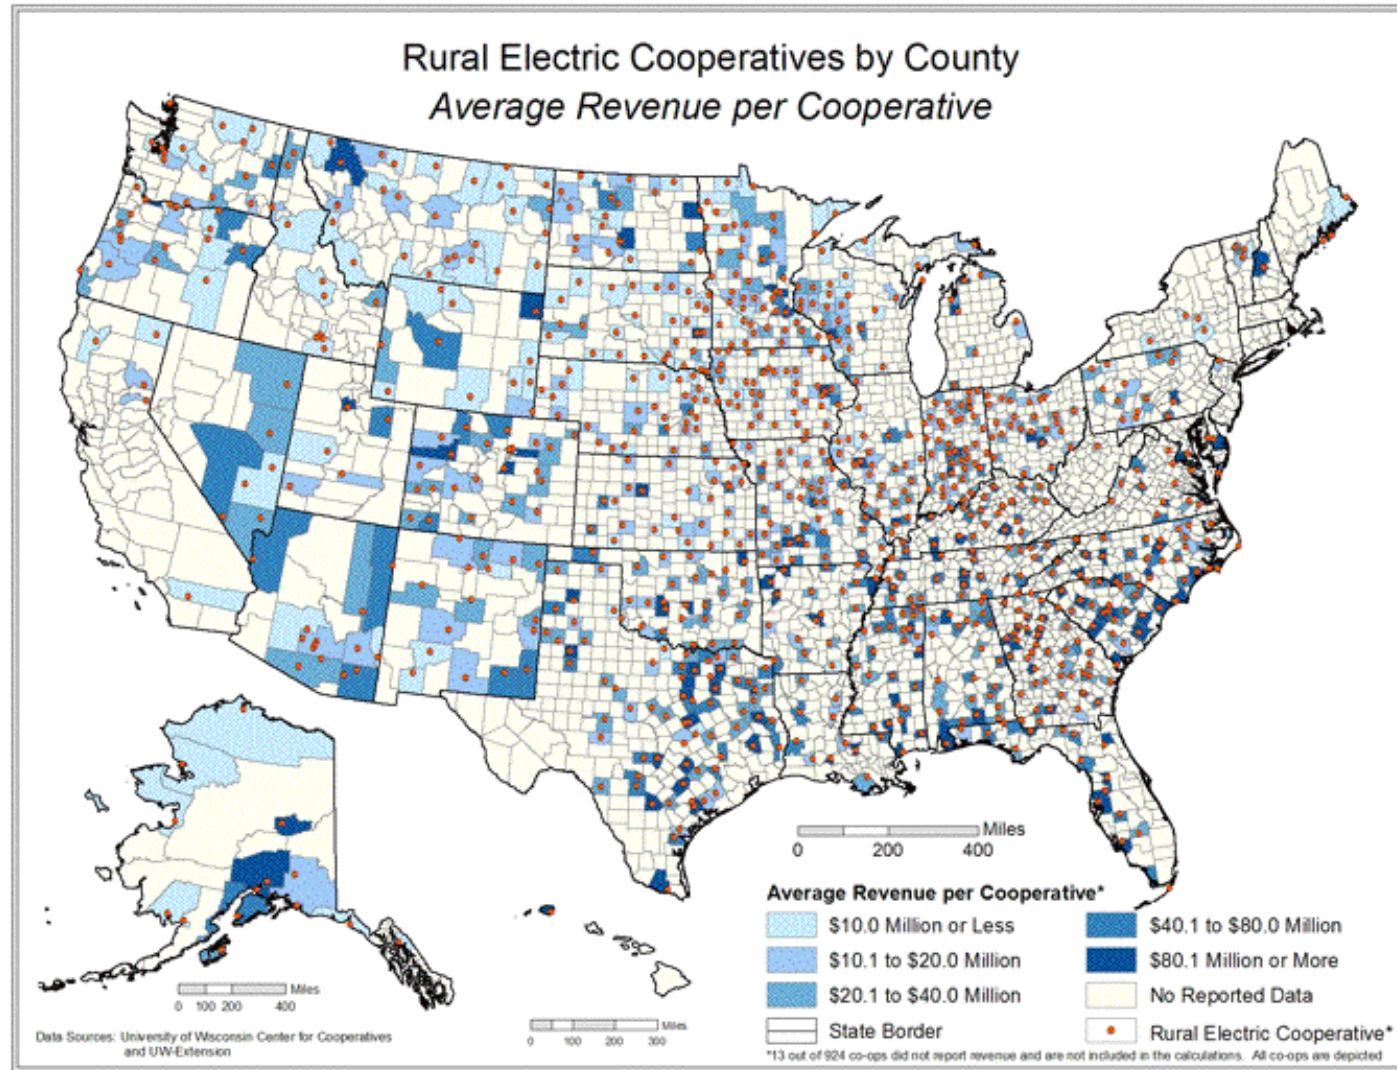 Rural Electric Cooperatives by County
Average Revenue per Cooperative
Miles
0 200 400
Average Revenue per Cooperative*
$10.0 Million or Less
$40.1 to $80.0 Million
$10.1 to $20.0 Million
$80.1 Million or More
$20.1 to $40.0 Million
No Reported Data
State Border
Rural Electric Cooperative*
*13 out of 924 co-ops did not report revenue and are not included in the calculations. All co-ops are depicted
Miles
0 100 200 400
Miles
0 50 100 200 300
Data Sources: University of Wisconsin Center for Cooperatives
and UW-Extension